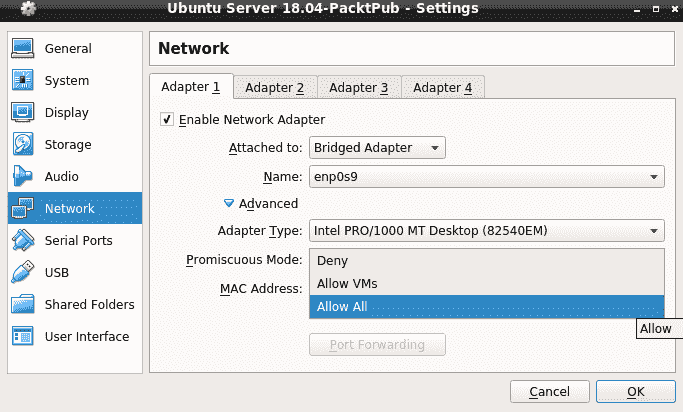 Ubuntu Server 18.04-PacktPub - Settings
General
System
Display
Storage
Audio
Network
Serial Ports
USB
Shared Folders
User Interface
Network
Adapter 1 Adapter 2 Adapter 3 Adapter 4
Enable Network Adapter
Attached to: Bridged Adapter
Name: enp0s9
Advanced
Adapter Type: Intel PRO/1000 MT Desktop (82540EM)
Promiscuous Mode: Deny
Allow VMs
MAC Address:
Allow All
Allow
Port Forwarding
Cancel OK